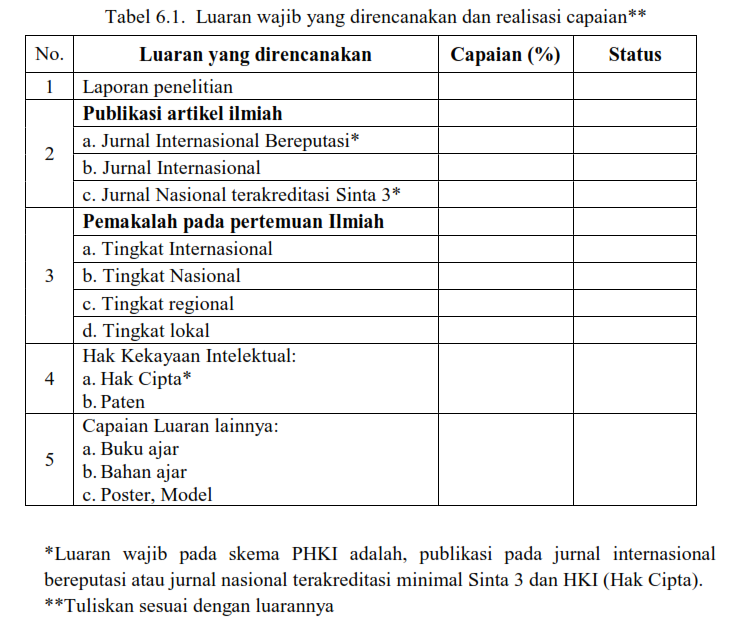 Tabel 6.1. Luaran wajib yang direncanakan dan realisasi capaian**
No. Luaran yang direncanakan Capaian (%) Status
1 Laporan penelitian
2 Publikasi artikel ilmiah
a. Jurnal Internasional Bereputasi*
b. Jurnal Internasional
c. Jurnal Nasional terakreditasi Sinta 3*
3 Pemakalah pada pertemuan Ilmiah
a. Tingkat Internasional
b. Tingkat Nasional
c. Tingkat regional
d. Tingkat lokal
4 Hak Kekayaan Intelektual:
a. Hak Cipta*
b. Paten
5 Capaian Luaran lainnya:
a. Buku ajar
b. Bahan ajar
c. Poster, Model
*Luaran wajib pada skema PHKI adalah, publikasi pada jurnal internasional
bereputasi atau jurnal nasional terakreditasi minimal Sinta 3 dan HKI (Hak Cipta).
**Tuliskan sesuai dengan luarannya